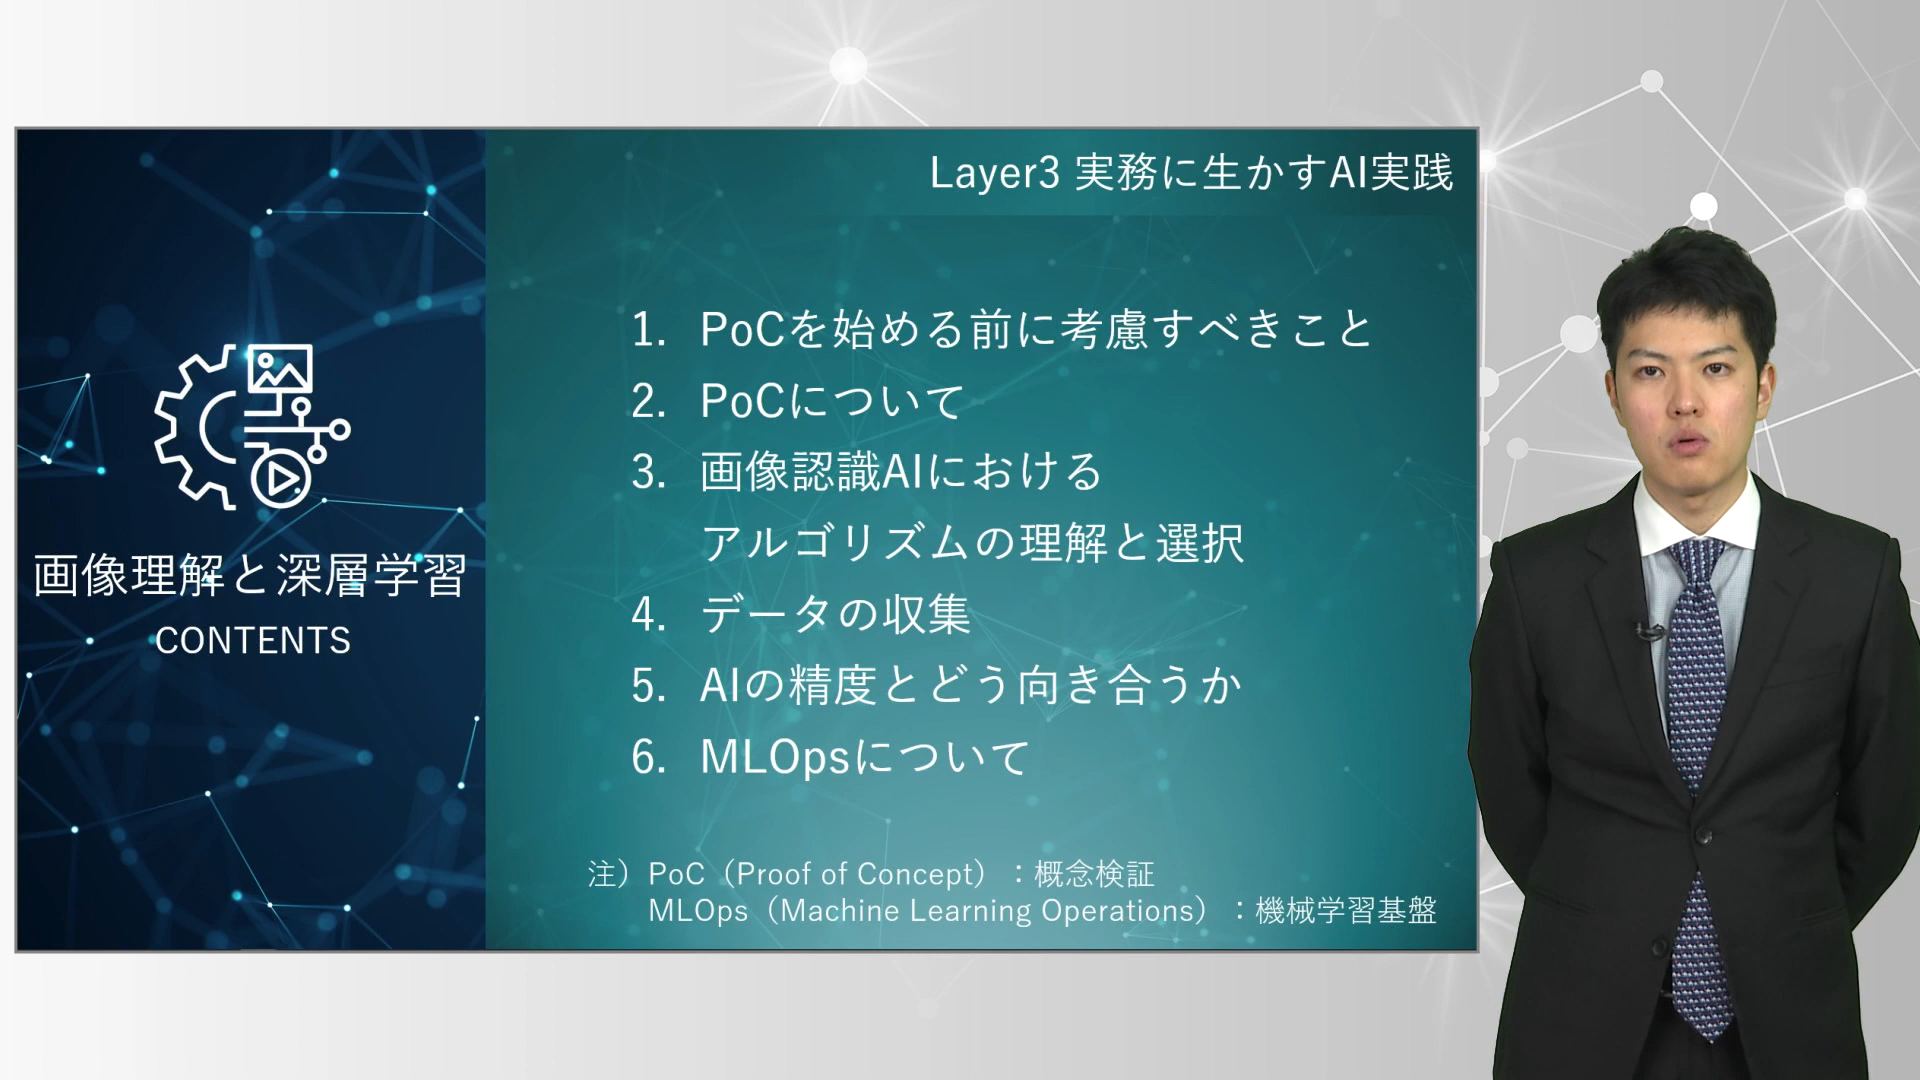 Layer3 実務に生かすAI実践
画像理解と深層学習
CONTENTS
1. PoCを始める前に考慮すべきこと
2. PoCについて
3. 画像認識AIにおける
アルゴリズムの理解と選択
4. データの収集
5. AIの精度とどう向き合うか
6. MLOpsについて
注）PoC（Proof of Concept）：概念検証
MLOps（Machine Learning Operations）：機械学習基盤